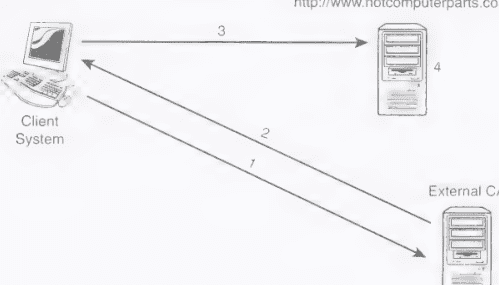 http://www.hotcomputerparts.co
3
4
Client
System
2
1
External CA